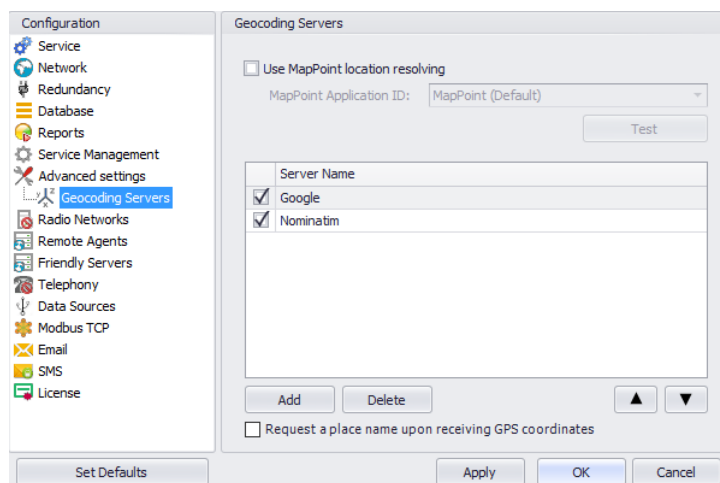 Configuration
Service
Network
Redundancy
Database
Reports
Service Management
Advanced settings
Geocoding Servers
Radio Networks
Remote Agents
Friendly Servers
Telephony
Data Sources
Modbus TCP
Email
SMS
License
Set Defaults
Geocoding Servers
Use MapPoint location resolving
MapPoint Application ID: MapPoint (Default)
Test
Server Name
Google
Nominatim
Add Delete
Request a place name upon receiving GPS coordinates
Apply OK Cancel